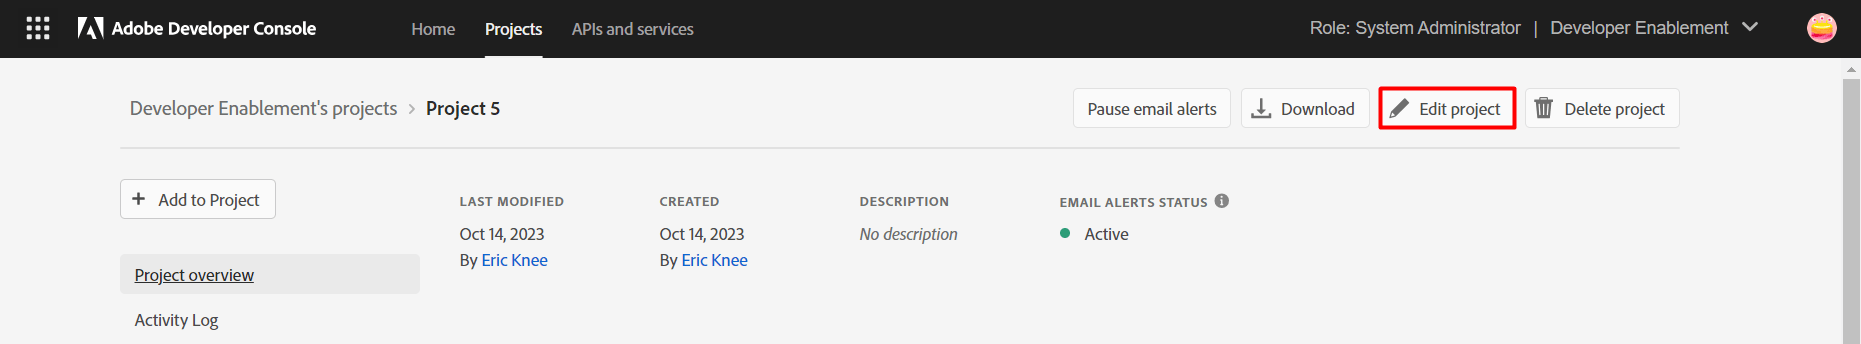 Adobe Developer Console Home Projects APIs and services Role: System Administrator | Developer Enablement
Developer Enablement's projects > Project 5 Pause email alerts Download Edit project Delete project
+ Add to Project
LAST MODIFIED CREATED DESCRIPTION EMAIL ALERTS STATUS
Oct 14, 2023 Oct 14, 2023 No description Active
By Eric Knee By Eric Knee
Project overview
Activity Log